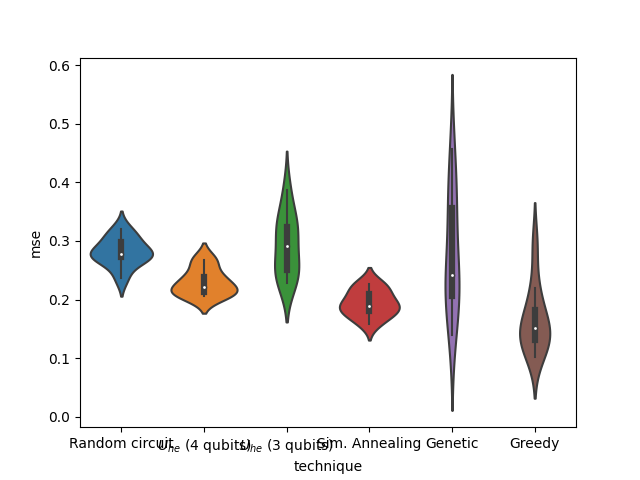 0.6
0.5
0.4
0.3
0.2
0.1
0.0
mse
Random circuit
U_he (4 qubits)
U_he (3 qubits)
Sim. Annealing
Genetic
Greedy
technique